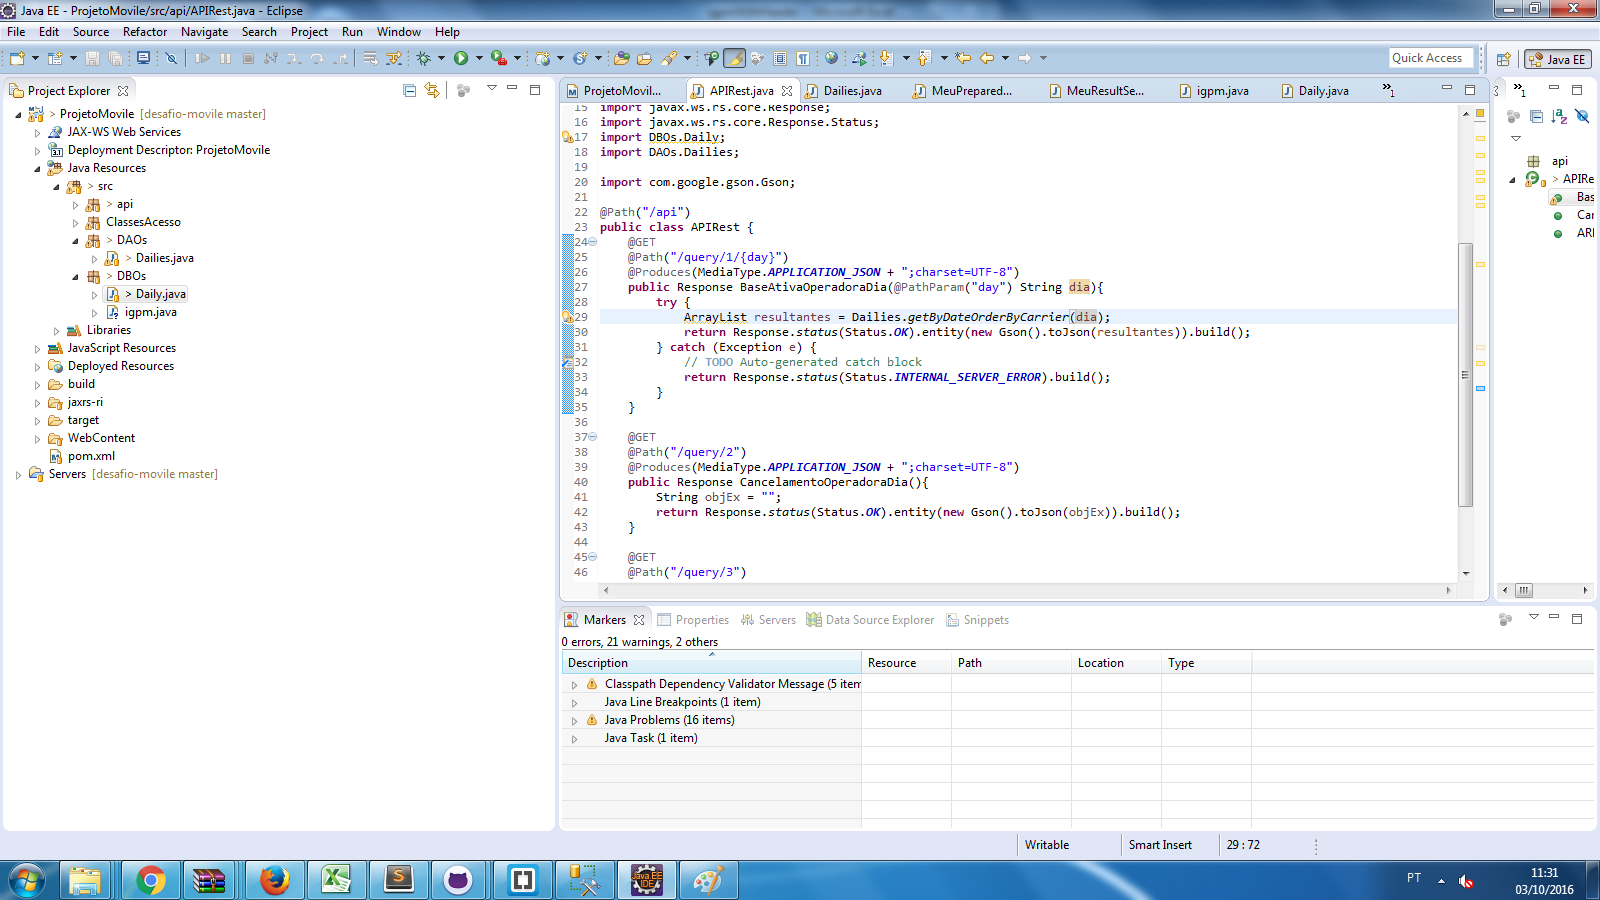 Java EE - ProjetoMovile/src/api/APIRest.java - Eclipse
File Edit Source Refactor Navigate Search Project Run Window Help
Quick Access
Java EE
Project Explorer
> ProjetoMovile [desafio-movile master]
JAX-WS Web Services
Deployment Descriptor: ProjetoMovile
Java Resources
> src
> api
ClassesAcesso
> DAOs
> Dailies.java
> DBOs
> Daily.java
igpm.java
Libraries
JavaScript Resources
Deployed Resources
build
jaxrs-ri
target
WebContent
pom.xml
Servers [desafio-movile master]
ProjetoMovil... APIRest.java Dailies.java MeuPrepared... MeuResultSe... igpm.java Daily.java »1
15 import javax.ws.rs.core.Response;
16 import javax.ws.rs.core.Response.Status;
17 import DBOs.Daily;
18 import DAOs.Dailies;
19
20 import com.google.gson.Gson;
21
22 @Path("/api")
23 public class APIRest {
24 @GET
25 @Path("/query/1/{day}")
26 @Produces(MediaType.APPLICATION_JSON + ";charset=UTF-8")
27 public Response BaseAtivaOperadoraDia(@PathParam("day") String dia){
28 try {
29 ArrayList resultantes = Dailies.getByDateOrderByCarrier(dia);
30 return Response.status(Status.OK).entity(new Gson().toJson(resultantes)).build();
31 } catch (Exception e) {
32 // TODO Auto-generated catch block
33 return Response.status(Status.INTERNAL_SERVER_ERROR).build();
34 }
35 }
36
37 @GET
38 @Path("/query/2")
39 @Produces(MediaType.APPLICATION_JSON + ";charset=UTF-8")
40 public Response CancelamentoOperadoraDia(){
41 String objEx = "";
42 return Response.status(Status.OK).entity(new Gson().toJson(objEx)).build();
43 }
44
45 @GET
46 @Path("/query/3")
»1
api
> APIRe
Bas
Car
ARI
Markers Properties Servers Data Source Explorer Snippets
0 errors, 21 warnings, 2 others
Description Resource Path Location Type
Classpath Dependency Validator Message (5 item
Java Line Breakpoints (1 item)
Java Problems (16 items)
Java Task (1 item)
Writable Smart Insert 29 : 72
Java EE IDE
PT
11:31
03/10/2016